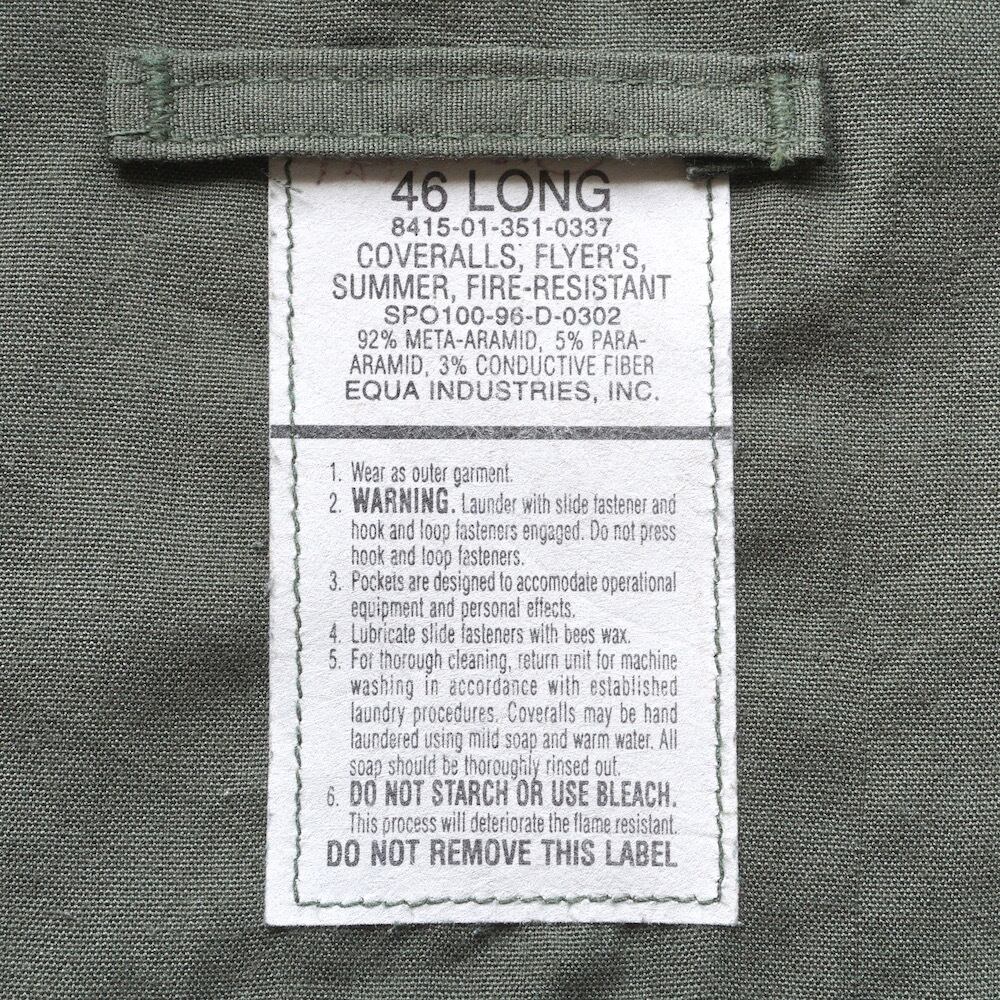 46 LONG
8415-01-351-0337
COVERALLS, FLYER'S,
SUMMER, FIRE-RESISTANT
SPO100-96-D-0302
92% META-ARAMID, 5% PARA-
ARAMID, 3% CONDUCTIVE FIBER
EQUA INDUSTRIES, INC.
1. Wear as outer garment.
2. WARNING. Launder with slide fastener and
hook and loop fasteners engaged. Do not press
hook and loop fasteners.
3. Pockets are designed to accomodate operational
equipment and personal effects.
4. Lubricate slide fasteners with bees wax.
5. For thorough cleaning, return unit for machine
washing in accordance with established
laundry procedures. Coveralls may be hand
laundered using mild soap and warm water. All
soap should be thoroughly rinsed out.
6. DO NOT STARCH OR USE BLEACH.
This process will deteriorate the flame resistant.
DO NOT REMOVE THIS LABEL